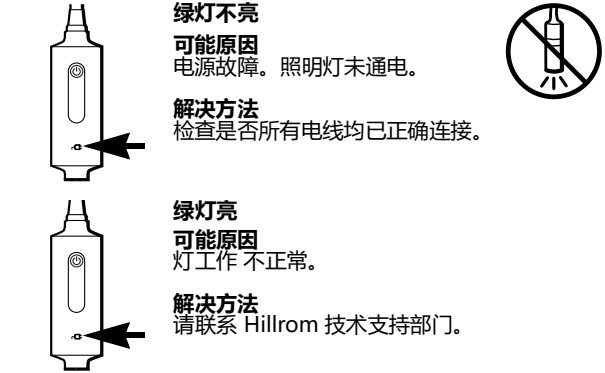 绿灯不亮
可能原因
电源故障。照明灯未通电。
解决方法
检查是否所有电线均已正确连接。
绿灯亮
可能原因
灯工作 不正常。
解决方法
请联系 Hillrom 技术支持部门。